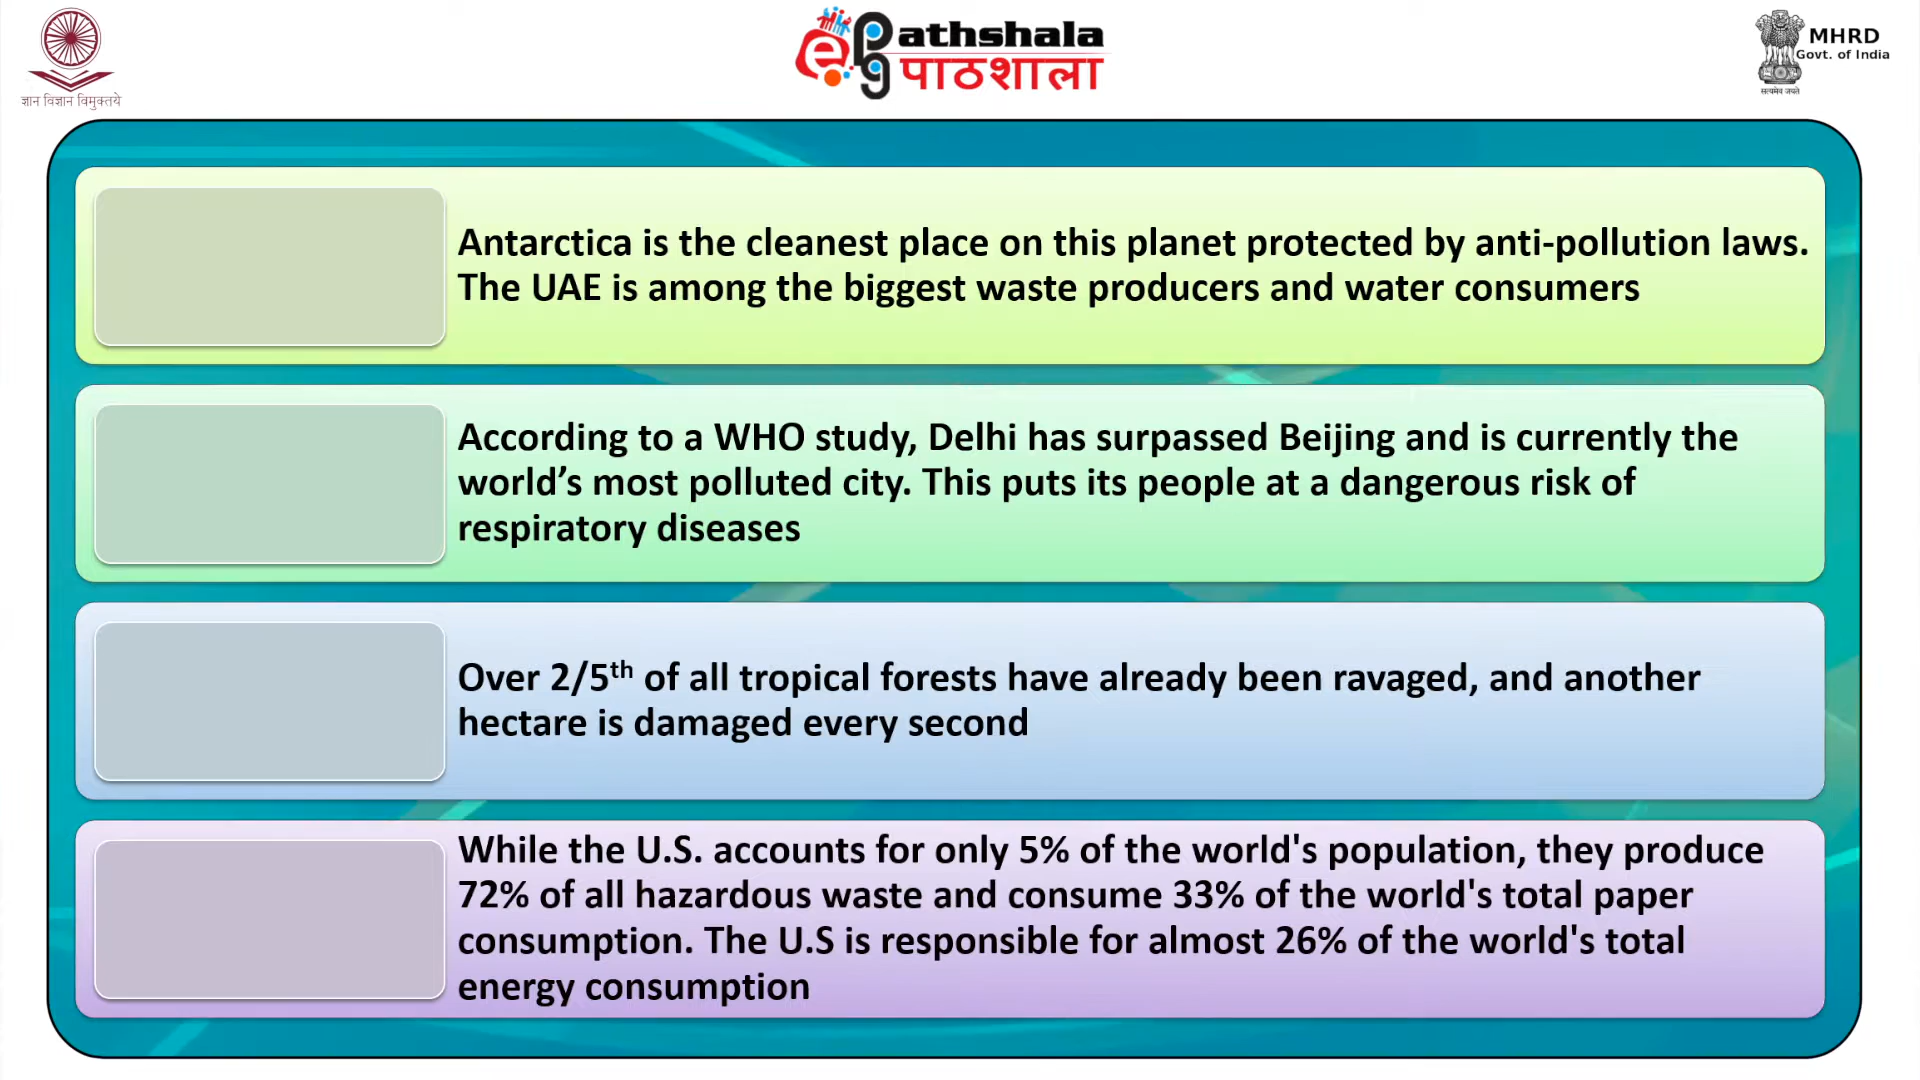 ज्ञान विज्ञान विमुक्तये
ePG Pathshala
पाठशाला
MHRD
Govt. of India
सत्यमेव जयते
Antarctica is the cleanest place on this planet protected by anti-pollution laws.
The UAE is among the biggest waste producers and water consumers
According to a WHO study, Delhi has surpassed Beijing and is currently the
world’s most polluted city. This puts its people at a dangerous risk of
respiratory diseases
Over 2/5th of all tropical forests have already been ravaged, and another
hectare is damaged every second
While the U.S. accounts for only 5% of the world's population, they produce
72% of all hazardous waste and consume 33% of the world's total paper
consumption. The U.S is responsible for almost 26% of the world's total
energy consumption